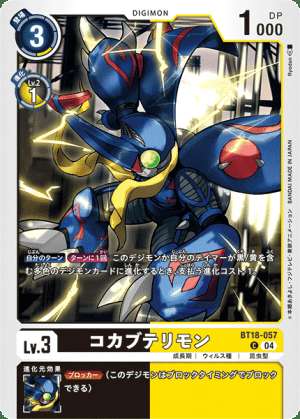 DIGIMON
登場
3
1000
DP
進化
Lv.2
1
BANDAI MADE IN JAPAN
自分のターン ターンに1回 このデジモンが自分のテイマーが黒/黄を含
む多色のデジモンカードに進化するとき、支払う進化コスト-1。
Lv.3
コカブテリモン
BT18-057
C 04
成長期 ウィルス種 昆虫型
進化元効果
ブロッカー (このデジモンはブロックタイミングでブロック
できる)